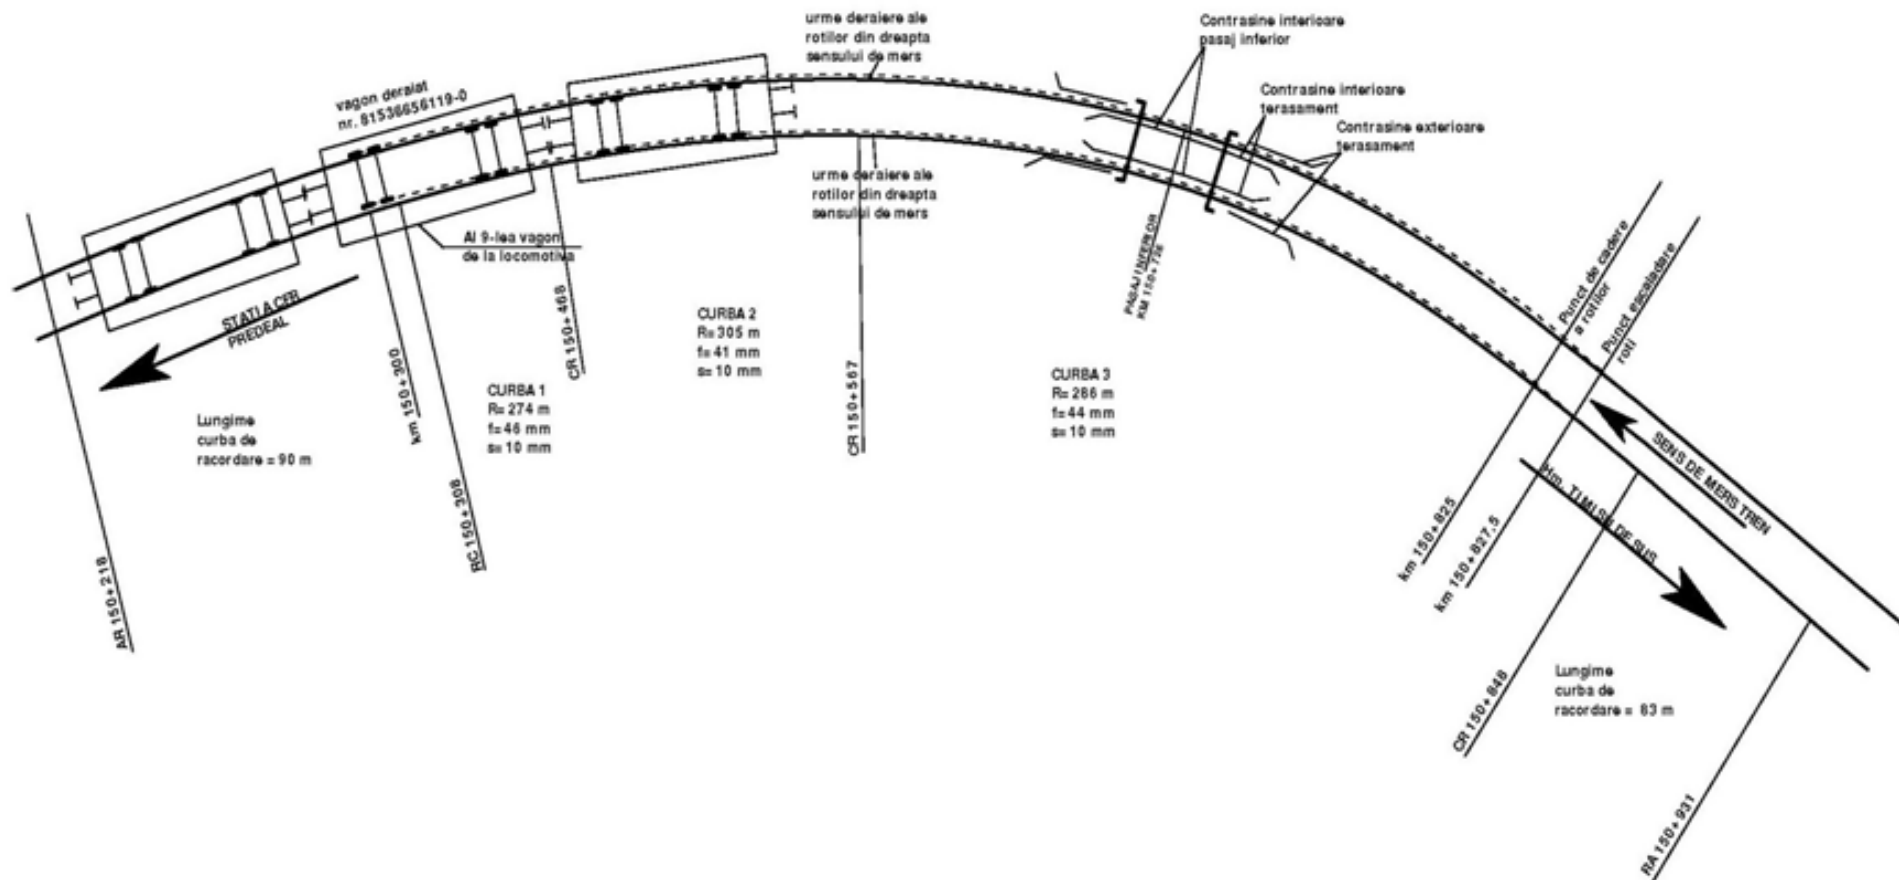 urme deraiere ale
rotilor din dreapta
sensului de mers
Contrasine interioare
pasaj inferior
Contrasine interioare
terasament
Contrasine exterioare
terasament
vagon deraiat
nr. 81536656119-0
urme deraiere ale
rotilor din dreapta
sensului de mers
Al 9-lea vagon
de la locomotiva
STATIA CFR
PREDEAL
PASAJ INFERIOR
KM 150+736
Punct de cadere
a rotilor
Punct escaladare
roti
CURBA 2
R= 305 m
f= 41 mm
s= 10 mm
CURBA 1
R= 274 m
f= 46 mm
s= 10 mm
CURBA 3
R= 286 m
f= 44 mm
s= 10 mm
Lungime
curba de
racordare = 90 m
km 150+300
CR 150+468
CR 150+567
RC 150+308
AR 150+218
SENS DE MERS TREN
Hm. TIMISU DE SUS
km 150+825
km 150+827,5
CR 150+848
RA 150+931
Lungime
curba de
racordare = 83 m